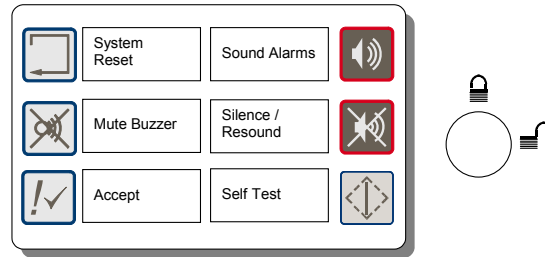 System
Reset
Sound Alarms
Mute Buzzer
Silence /
Resound
Accept
Self Test